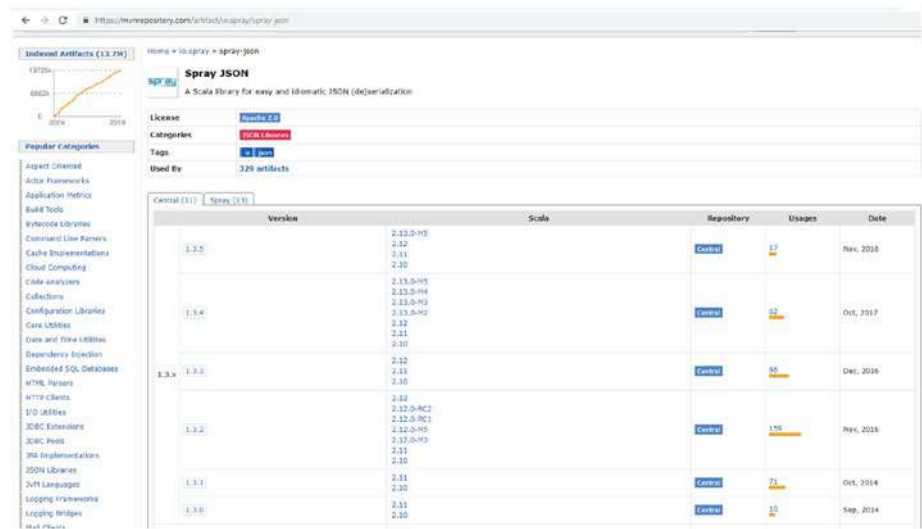 https://mvnrepository.com/artifact/io.spray/spray-json
Indexed Artifacts (13.7M)
Home » io.spray » spray-json
spray
Spray JSON
A Scala library for easy and idiomatic JSON (de)serialization
0
2004
2019
License
Apache 2.0
Categories
JSON Libraries
Tags
io json
Used By
329 artifacts
Popular Categories
Aspect Oriented
Actor Frameworks
Application Metrics
Build Tools
Bytecode Libraries
Command Line Parsers
Cache Implementations
Cloud Computing
Code Analyzers
Collections
Configuration Libraries
Core Utilities
Date and Time Utilities
Dependency Injection
Embedded SQL Databases
HTML Parsers
HTTP Clients
I/O Utilities
JDBC Extensions
JDBC Pools
JPA Implementations
JSON Libraries
JVM Languages
Logging Frameworks
Logging Bridges
Mail Clients
Central (31) Spray (13)
Version Scala Repository Usages Date
1.3.x
1.3.5
2.13.0-M5
2.12
2.11
2.10
Central
17
Nov, 2018
1.3.4
2.13.0-M5
2.13.0-M4
2.13.0-M3
2.13.0-M2
2.12
2.11
2.10
Central
62
Oct, 2017
1.3.3
2.12
2.11
2.10
Central
Dec, 2016
1.3.2
2.12
2.12.0-RC2
2.12.0-RC1
2.12.0-M5
2.12.0-M3
2.11
2.10
Central
159
Nov, 2016
1.3.1
2.11
2.10
Central
71
Oct, 2014
1.3.0
2.11
2.10
Central
10
Sep, 2014